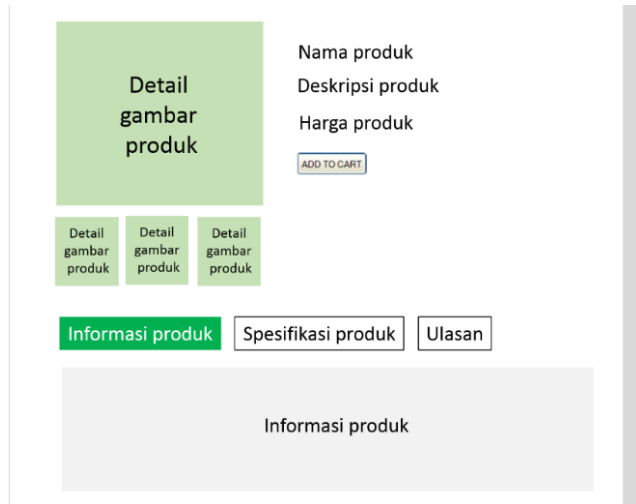 Detail
gambar
produk
Nama produk
Deskripsi produk
Harga produk
ADD TO CART
Detail
gambar
produk
Detail
gambar
produk
Detail
gambar
produk
Informasi produk
Spesifikasi produk
Ulasan
Informasi produk